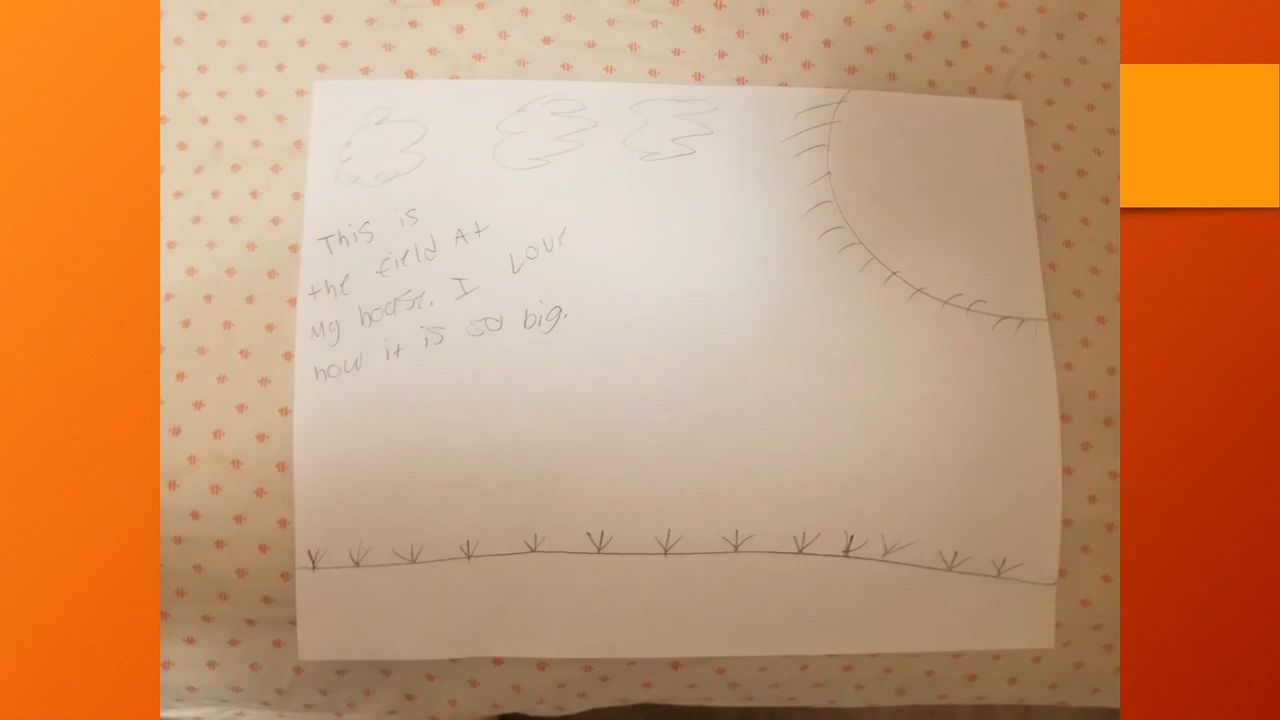 This is
the field At
My house. I Love
how it is so big.